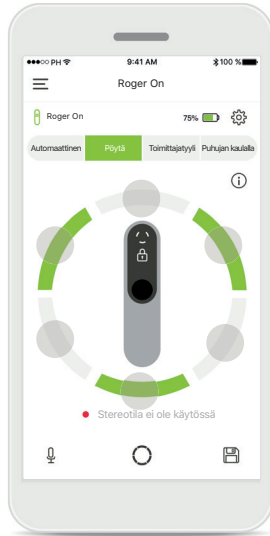 PH 9:41 AM 100 %
Roger On
Roger On 75%
Automaattinen Pöytä Toimittajatyyli Puhujan kaulalla
Stereotila ei ole käytössä